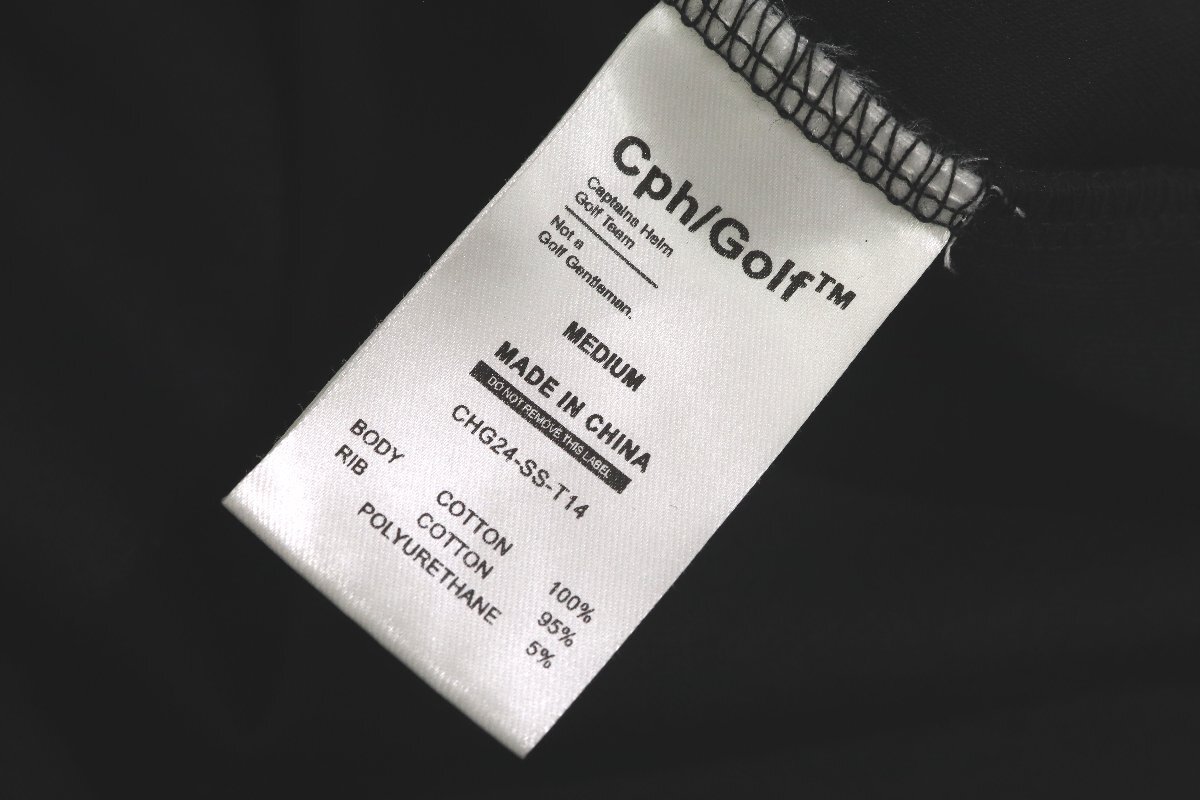 Cph/Golf™
Captains Helm
Golf Team
Not a
Golf Gentleman.
MEDIUM
MADE IN CHINA
DO NOT REMOVE THIS LABEL
CHG24-SS-T14
BODY COTTON 100%
RIB COTTON 95%
POLYURETHANE 5%